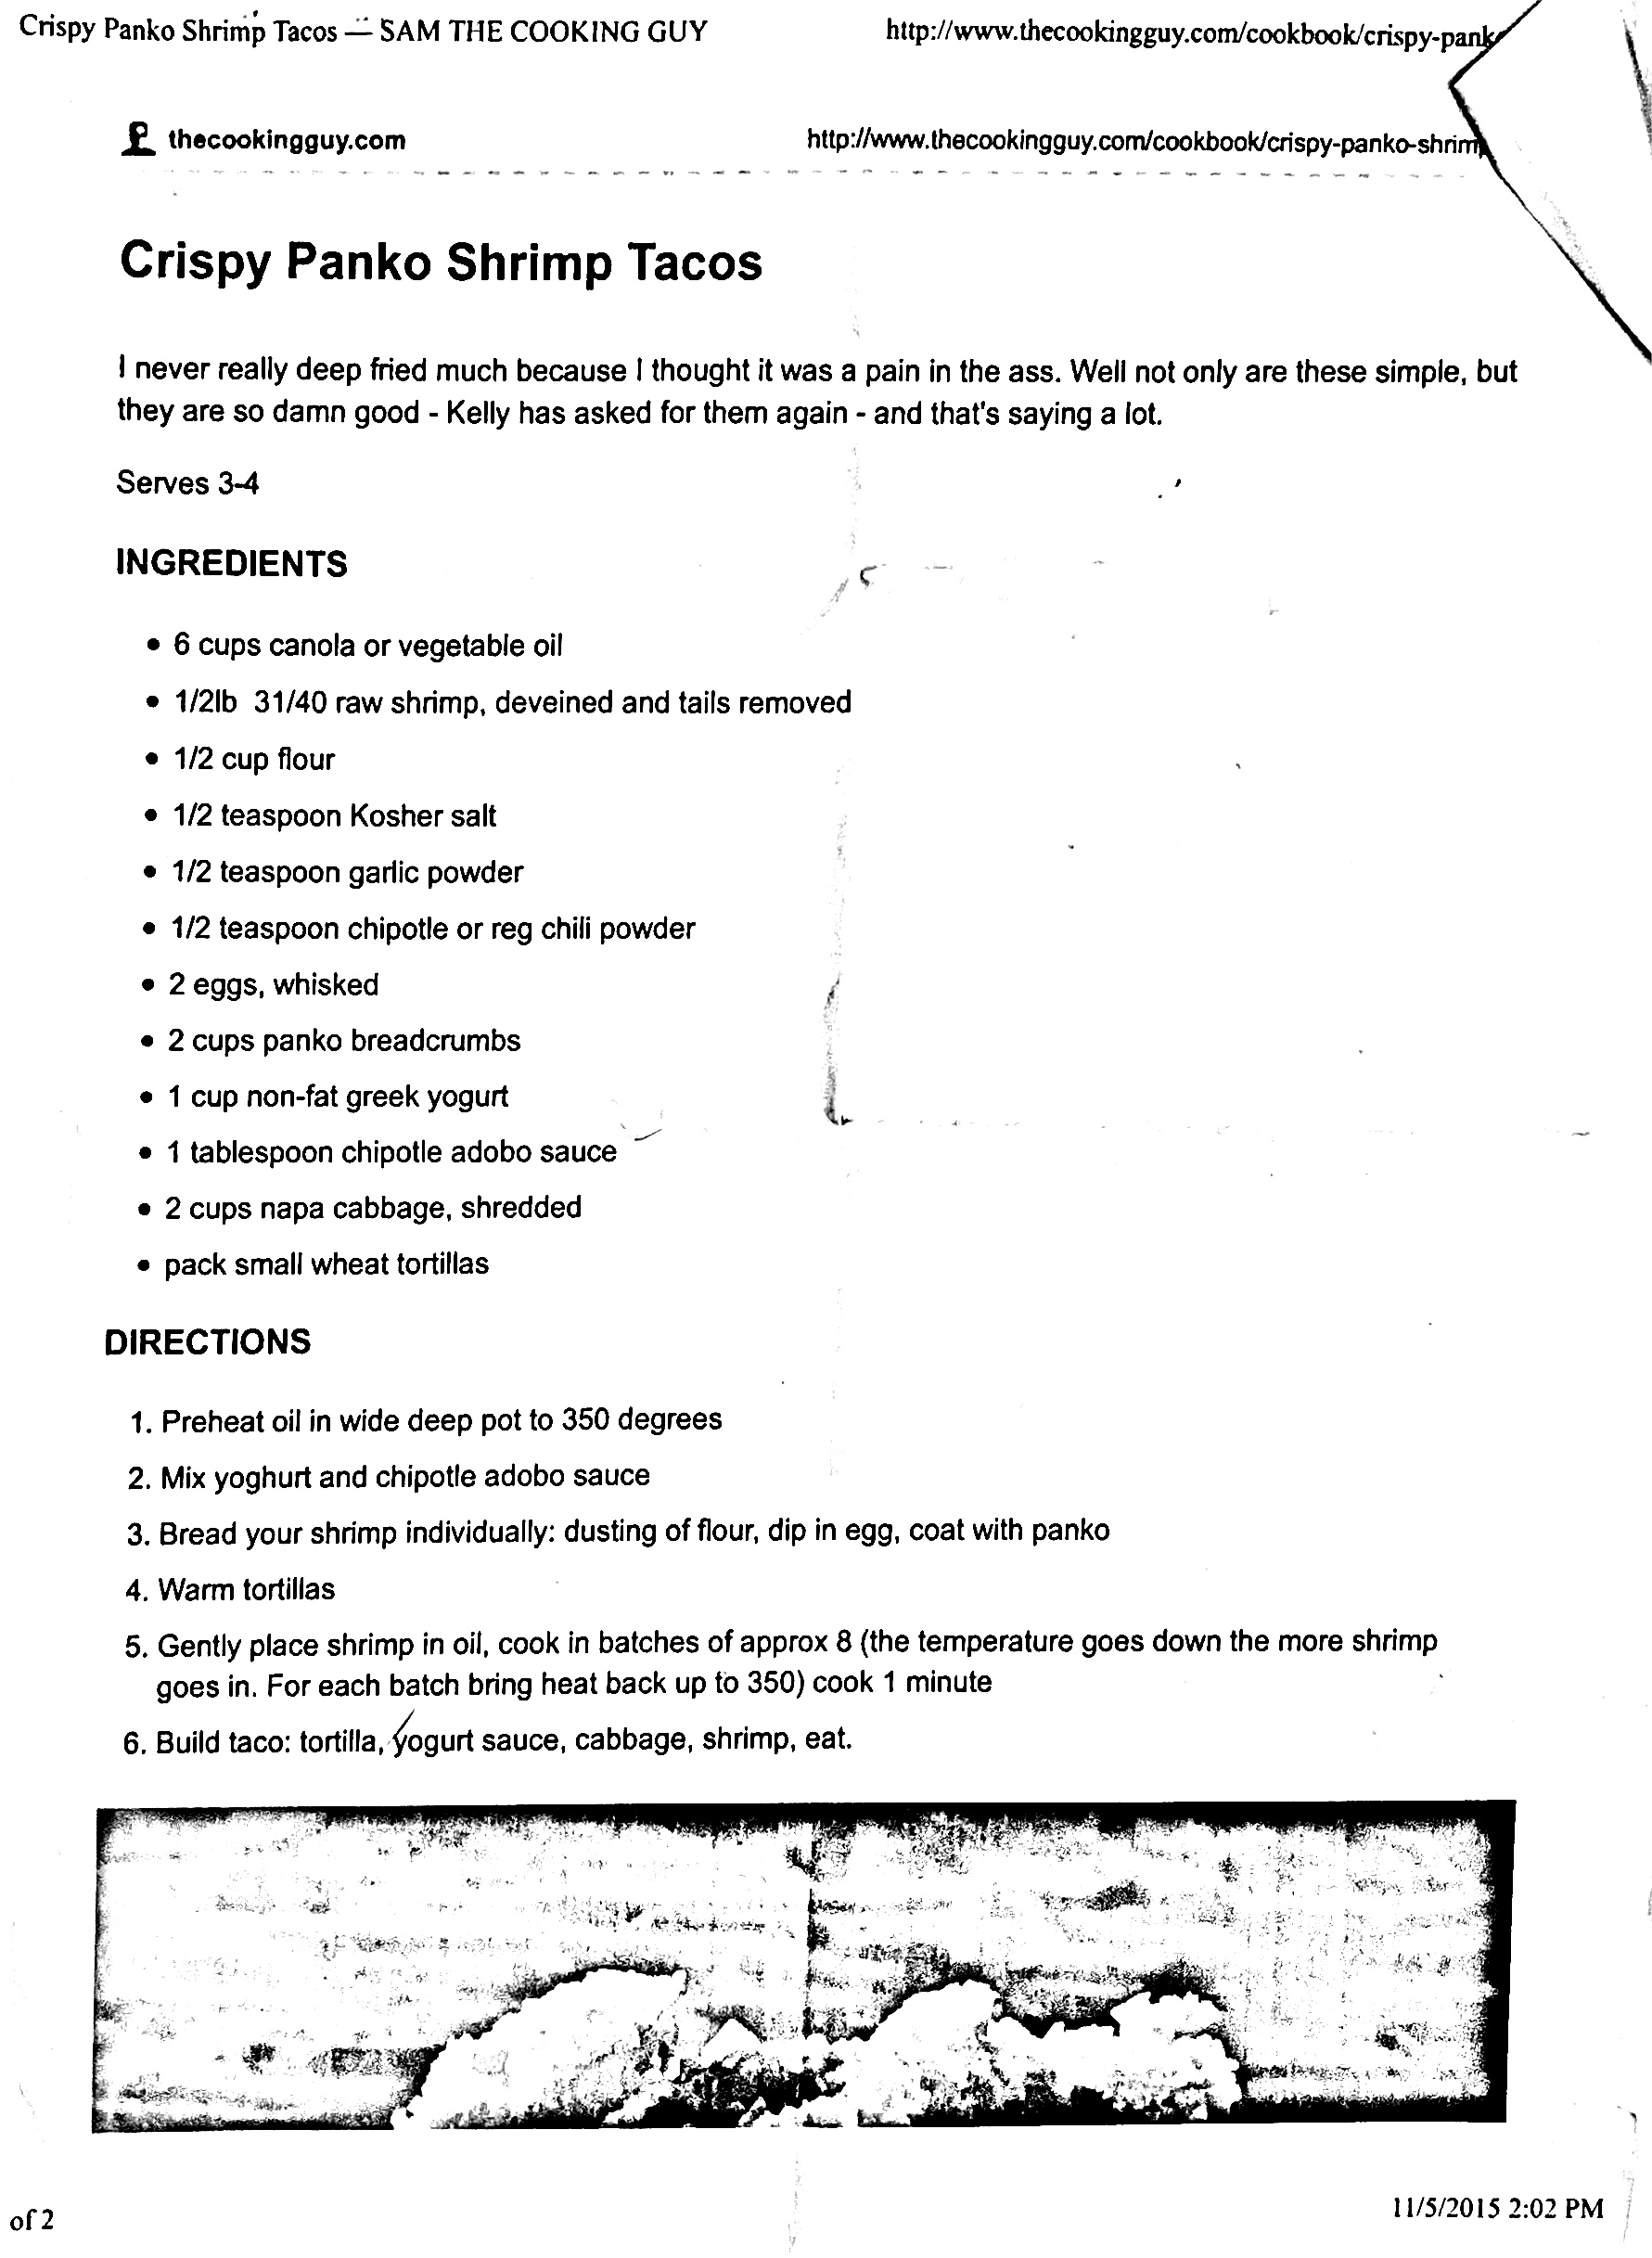 Crispy Panko Shrimp Tacos — SAM THE COOKING GUY
http://www.thecookingguy.com/cookbook/crispy-pank
thecookingguy.com
http://www.thecookingguy.com/cookbook/crispy-panko-shrim
Crispy Panko Shrimp Tacos
I never really deep fried much because I thought it was a pain in the ass. Well not only are these simple, but
they are so damn good - Kelly has asked for them again - and that's saying a lot.
Serves 3-4
INGREDIENTS
• 6 cups canola or vegetable oil
• 1/2lb 31/40 raw shrimp, deveined and tails removed
• 1/2 cup flour
• 1/2 teaspoon Kosher salt
• 1/2 teaspoon garlic powder
• 1/2 teaspoon chipotle or reg chili powder
• 2 eggs, whisked
• 2 cups panko breadcrumbs
• 1 cup non-fat greek yogurt
• 1 tablespoon chipotle adobo sauce
• 2 cups napa cabbage, shredded
• pack small wheat tortillas
DIRECTIONS
1. Preheat oil in wide deep pot to 350 degrees
2. Mix yoghurt and chipotle adobo sauce
3. Bread your shrimp individually: dusting of flour, dip in egg, coat with panko
4. Warm tortillas
5. Gently place shrimp in oil, cook in batches of approx 8 (the temperature goes down the more shrimp
goes in. For each batch bring heat back up to 350) cook 1 minute
6. Build taco: tortilla, yogurt sauce, cabbage, shrimp, eat.
of 2
11/5/2015 2:02 PM